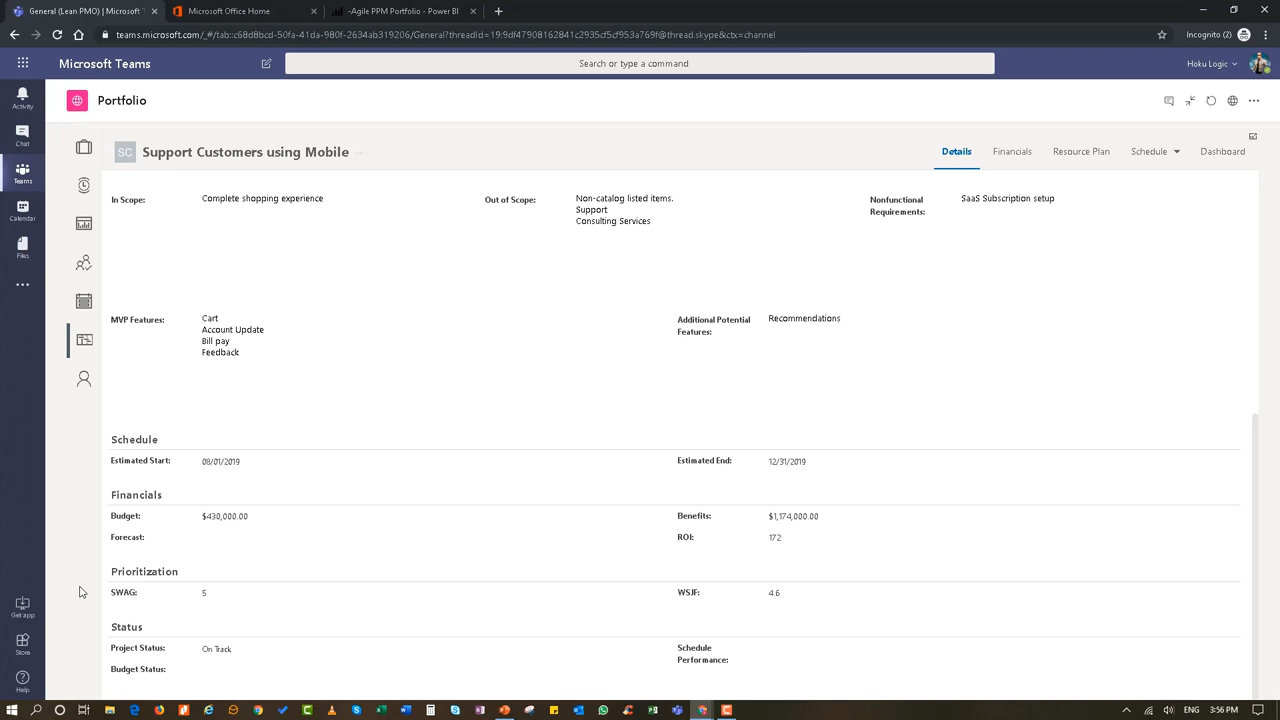 General (Lean PMO) | Microsoft T
Microsoft Office Home
-Agile PPM Portfolio - Power BI
teams.microsoft.com/_#/tab::c68d8bcd-50fa-41da-980f-2634ab319206/General?threadId=19:9df47908162841c2935cf5cf953a769f@thread.skype&ctx=channel
Incognito (2)
Microsoft Teams
Search or type a command
Hoku Logic
Activity
Chat
Teams
Calendar
Files
Get app
Store
Help
Portfolio
SC
Support Customers using Mobile
Details
Financials
Resource Plan
Schedule
Dashboard
In Scope:
Complete shopping experience
Out of Scope:
Non-catalog listed items.
Support
Consulting Services
Nonfunctional
Requirements:
SaaS Subscription setup
MVP Features:
Cart
Account Update
Bill pay
Feedback
Additional Potential
Features:
Recommendations
Schedule
Estimated Start:
08/01/2019
Estimated End:
12/31/2019
Financials
Budget:
$430,000.00
Benefits:
$1,174,000.00
Forecast:
ROI:
172
Prioritization
SWAG:
5
WSJF:
4.6
Status
Project Status:
On Track
Schedule
Performance:
Budget Status:
3:56 PM